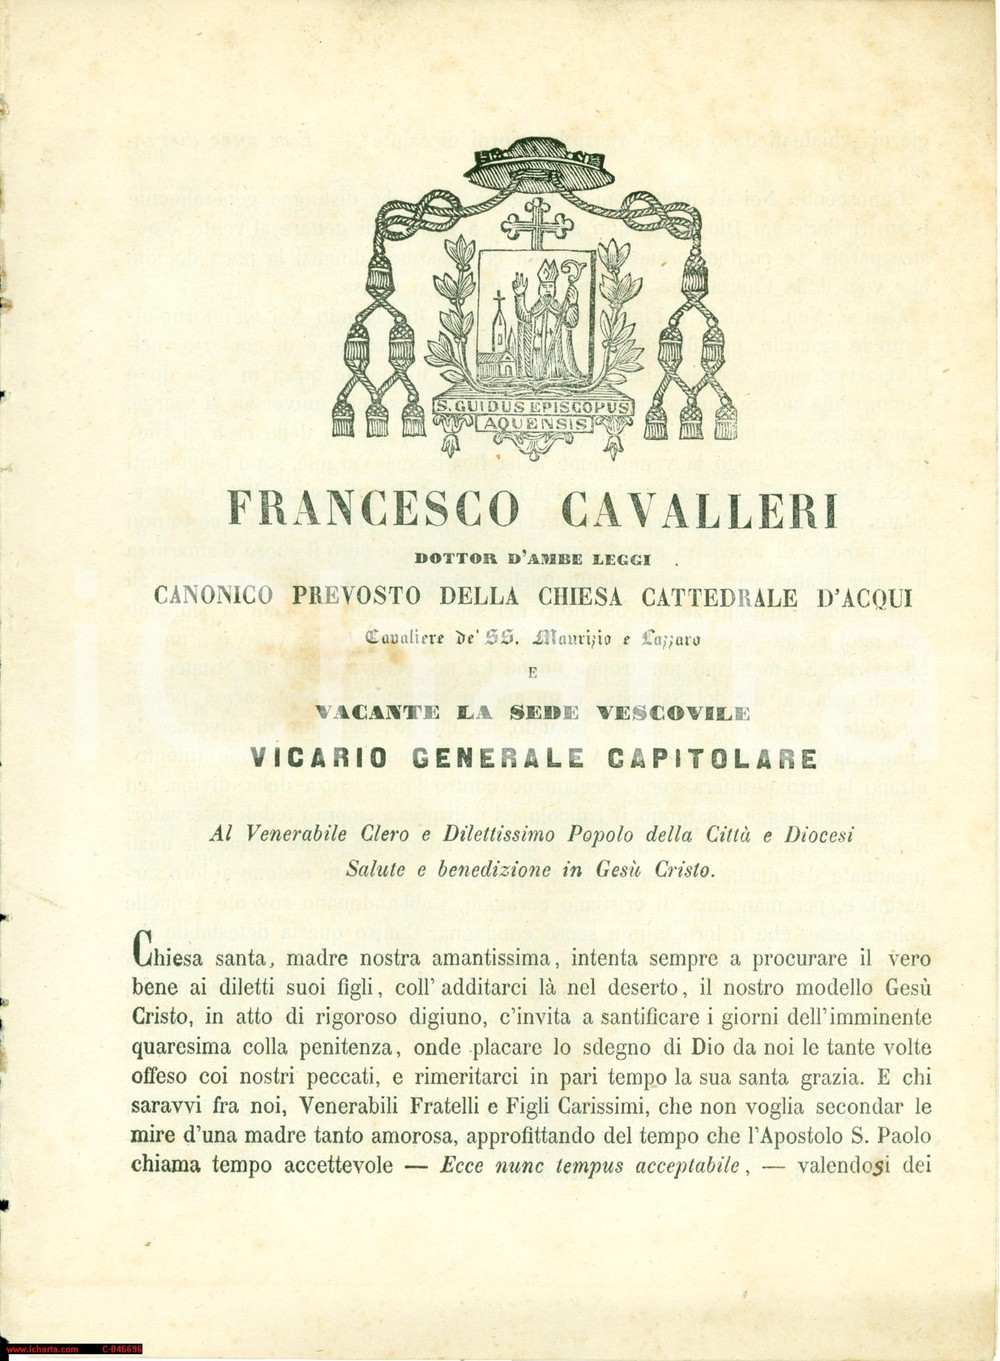 S. GUIDUS EPISCOPUS
AQUENSIS
FRANCESCO CAVALLERI
DOTTOR D'AMBE LEGGI
CANONICO PREVOSTO DELLA CHIESA CATTEDRALE D'ACQUI
Cavaliere de' SS. Maurizio e Lazzaro
E
VACANTE LA SEDE VESCOVILE
VICARIO GENERALE CAPITOLARE
Al Venerabile Clero e Dilettissimo Popolo della Città e Diocesi
Salute e benedizione in Gesù Cristo.
Chiesa santa, madre nostra amantissima, intenta sempre a procurare il vero
bene ai diletti suoi figli, coll' additarci là nel deserto, il nostro modello Gesù
Cristo, in atto di rigoroso digiuno, c'invita a santificare i giorni dell'imminente
quaresima colla penitenza, onde placare lo sdegno di Dio da noi le tante volte
offeso coi nostri peccati, e rimeritarci in pari tempo la sua santa grazia. E chi
saravvi fra noi, Venerabili Fratelli e Figli Carissimi, che non voglia secondar le
mire d'una madre tanto amorosa, approfittando del tempo che l'Apostolo S. Paolo
chiama tempo accettevole — Ecce nunc tempus acceptabile, — valendosi dei
www.icharta.com C-046696